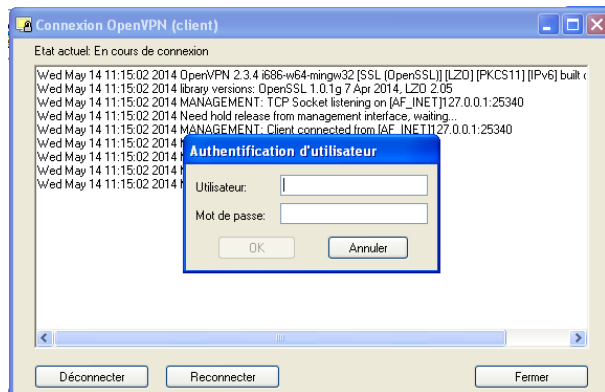 Connexion OpenVPN (client)
Etat actuel: En cours de connexion
Wed May 14 11:15:02 2014 OpenVPN 2.3.4 i686-w64-mingw32 [SSL (OpenSSL)] [LZO] [PKCS11] [IPv6] built
Wed May 14 11:15:02 2014 library versions: OpenSSL 1.0.1g 7 Apr 2014, LZO 2.05
Wed May 14 11:15:02 2014 MANAGEMENT: TCP Socket listening on [AF_INET]127.0.0.1:25340
Wed May 14 11:15:02 2014 Need hold release from management interface, waiting...
Wed May 14 11:15:02 2014 MANAGEMENT: Client connected from [AF_INET]127.0.0.1:25340
Wed May 14 11:15:02 2014
Wed May 14 11:15:02 2014
Wed May 14 11:15:02 2014
Wed May 14 11:15:02 2014
Authentification d'utilisateur
Utilisateur:
Mot de passe:
OK Annuler
Déconnecter Reconnecter Fermer